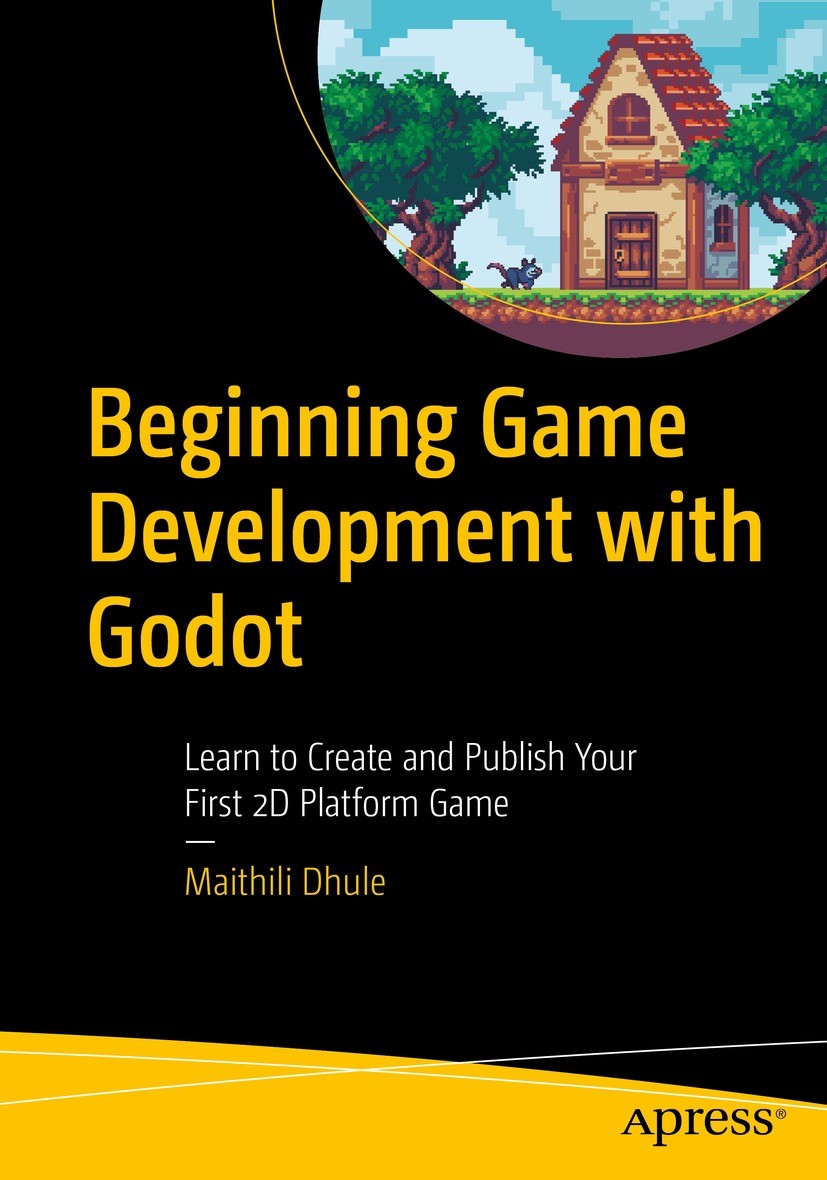 Beginning Game
Development with
Godot
Learn to Create and Publish Your
First 2D Platform Game
—
Maithili Dhule
Apress®